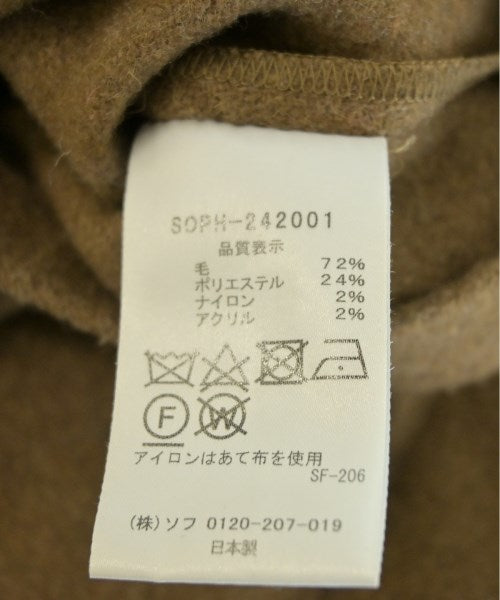 SOPH-242001
品質表示
毛 72%
ポリエステル 24%
ナイロン 2%
アクリル 2%
F W
アイロンはあて布を使用
SF-206
(株)ソフ 0120-207-019
日本製